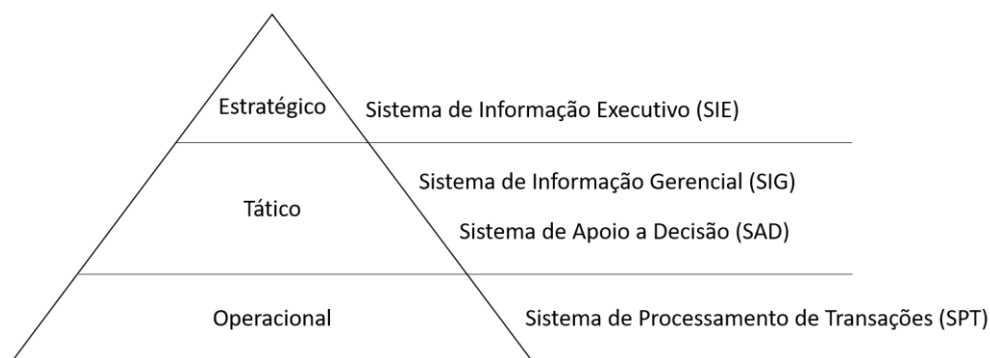 Estratégico
Sistema de Informação Executivo (SIE)
Tático
Sistema de Informação Gerencial (SIG)
Sistema de Apoio a Decisão (SAD)
Operacional
Sistema de Processamento de Transações (SPT)